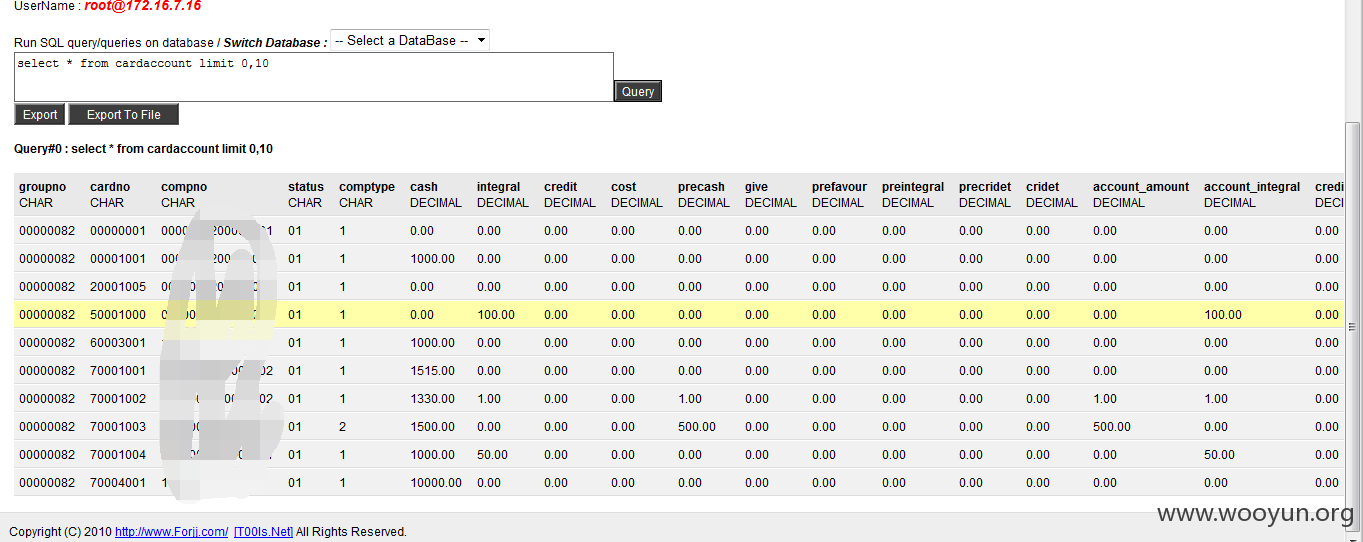 UserName : root@172.16.7.16
Run SQL query/queries on database / Switch Database : -- Select a DataBase --
select * from cardaccount limit 0,10
Query
Export Export To File
Query#0 : select * from cardaccount limit 0,10
groupno cardno compno status comptype cash integral credit cost precash give prefavour preintegral precridet cridet account_amount account_integral credi
CHAR CHAR CHAR CHAR CHAR DECIMAL DECIMAL DECIMAL DECIMAL DECIMAL DECIMAL DECIMAL DECIMAL DECIMAL DECIMAL DECIMAL DECIMAL DECI
00000082 00000001 01 1 0.00 0.00 0.00 0.00 0.00 0.00 0.00 0.00 0.00 0.00 0.00 0.00 0.00
00000082 00001001 01 1 1000.00 0.00 0.00 0.00 0.00 0.00 0.00 0.00 0.00 0.00 0.00 0.00 0.00
00000082 20001005 01 1 0.00 0.00 0.00 0.00 0.00 0.00 0.00 0.00 0.00 0.00 0.00 0.00 0.00
00000082 50001000 01 1 0.00 100.00 0.00 0.00 0.00 0.00 0.00 0.00 0.00 0.00 0.00 100.00 0.00
00000082 60003001 01 1 1000.00 0.00 0.00 0.00 0.00 0.00 0.00 0.00 0.00 0.00 0.00 0.00 0.00
00000082 70001001 01 1 1515.00 0.00 0.00 0.00 0.00 0.00 0.00 0.00 0.00 0.00 0.00 0.00 0.00
00000082 70001002 01 1 1330.00 1.00 0.00 0.00 1.00 0.00 0.00 0.00 0.00 0.00 1.00 1.00 0.00
00000082 70001003 01 2 1500.00 0.00 0.00 0.00 500.00 0.00 0.00 0.00 0.00 0.00 500.00 0.00 0.00
00000082 70001004 01 1 1000.00 50.00 0.00 0.00 0.00 0.00 0.00 0.00 0.00 0.00 0.00 50.00 0.00
00000082 70004001 01 1 10000.00 0.00 0.00 0.00 0.00 0.00 0.00 0.00 0.00 0.00 0.00 0.00 0.00
www.wooyun.org
Copyright (C) 2010 http://www.Forjj.com/ [T00ls.Net] All Rights Reserved.